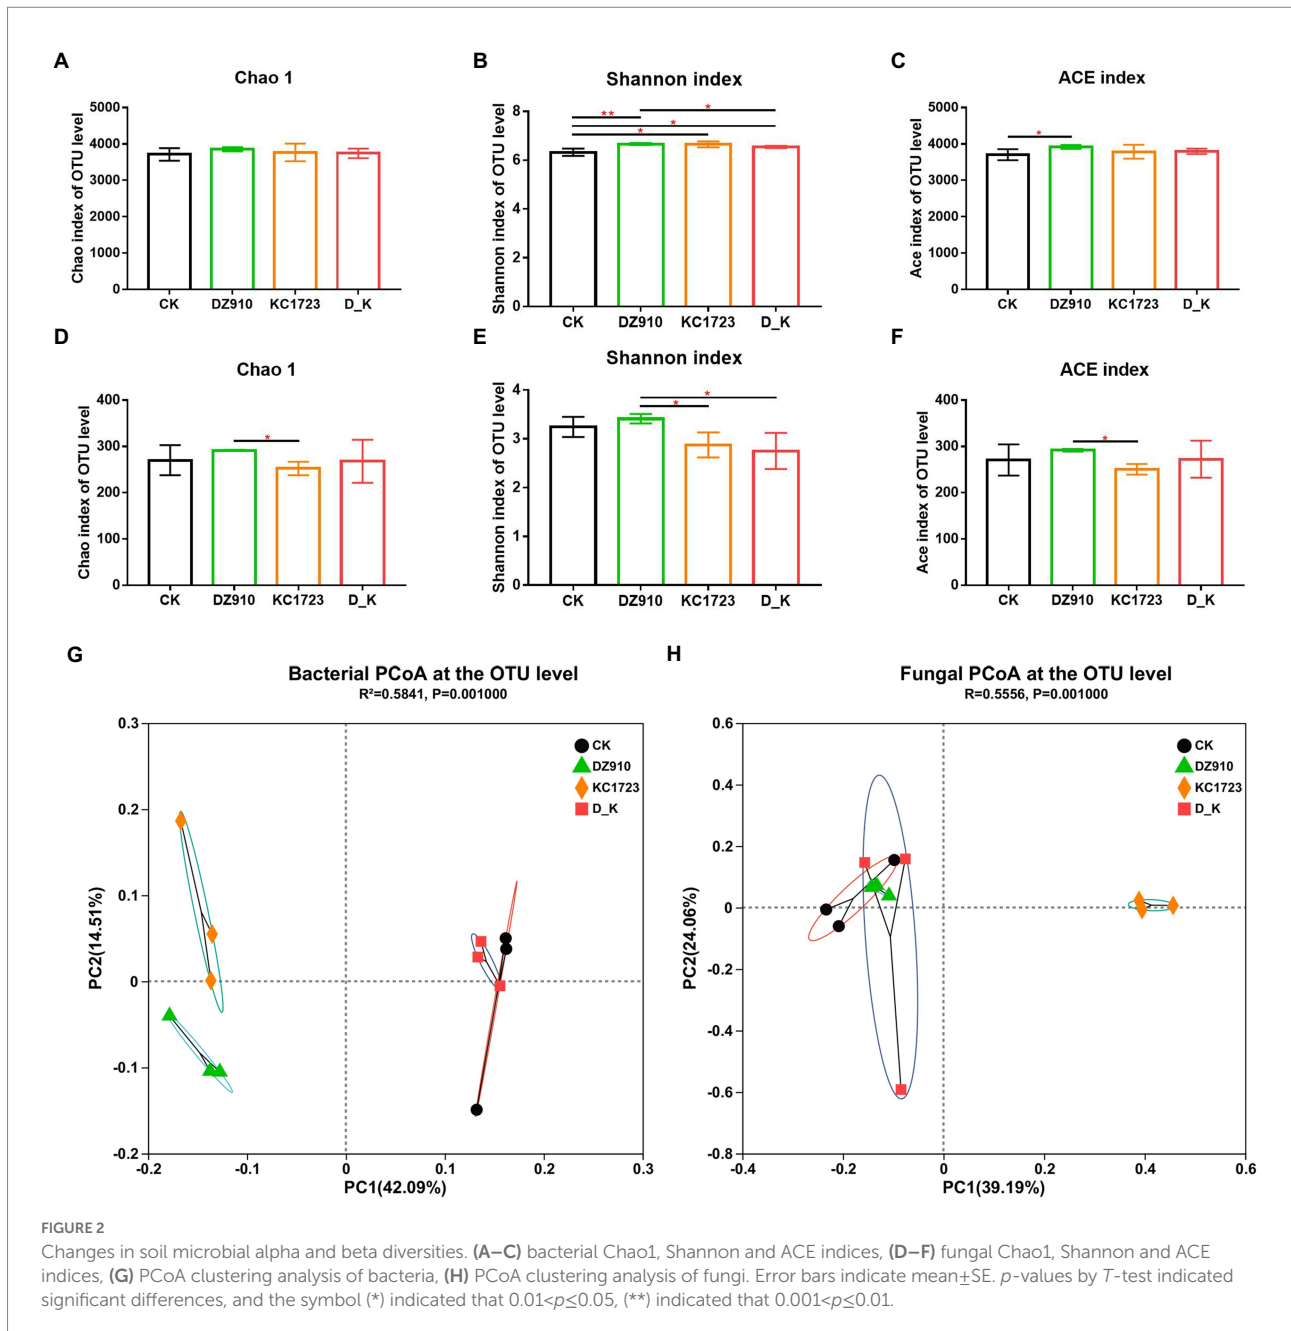 A
Chao 1
Chao index of OTU level
5000
4000
3000
2000
1000
0
CK DZ910 KC1723 D_K
B
Shannon index
Shannon index of OTU level
8
6
4
2
0
** * * *
CK DZ910 KC1723 D_K
C
ACE index
Ace index of OTU level
5000
4000
3000
2000
1000
0
*
CK DZ910 KC1723 D_K
D
Chao 1
Chao index of OTU level
400
300
200
100
0
*
CK DZ910 KC1723 D_K
E
Shannon index
Shannon index of OTU level
4
3
2
1
0
* *
CK DZ910 KC1723 D_K
F
ACE index
Ace index of OTU level
400
300
200
100
0
*
CK DZ910 KC1723 D_K
G
Bacterial PCoA at the OTU level
R²=0.5841, P=0.001000
PC2(14.51%)
0.3
0.2
0.1
0
-0.1
-0.2
CK
DZ910
KC1723
D_K
-0.2 -0.1 0 0.1 0.2 0.3
PC1(42.09%)
H
Fungal PCoA at the OTU level
R=0.5556, P=0.001000
PC2(24.06%)
0.6
0.4
0.2
0
-0.2
-0.4
-0.6
-0.8
CK
DZ910
KC1723
D_K
-0.4 -0.2 0 0.2 0.4 0.6
PC1(39.19%)
FIGURE 2
Changes in soil microbial alpha and beta diversities. (A–C) bacterial Chao1, Shannon and ACE indices, (D–F) fungal Chao1, Shannon and ACE
indices, (G) PCoA clustering analysis of bacteria, (H) PCoA clustering analysis of fungi. Error bars indicate mean±SE. p-values by T-test indicated
significant differences, and the symbol (*) indicated that 0.01<p≤0.05, (**) indicated that 0.001<p≤0.01.